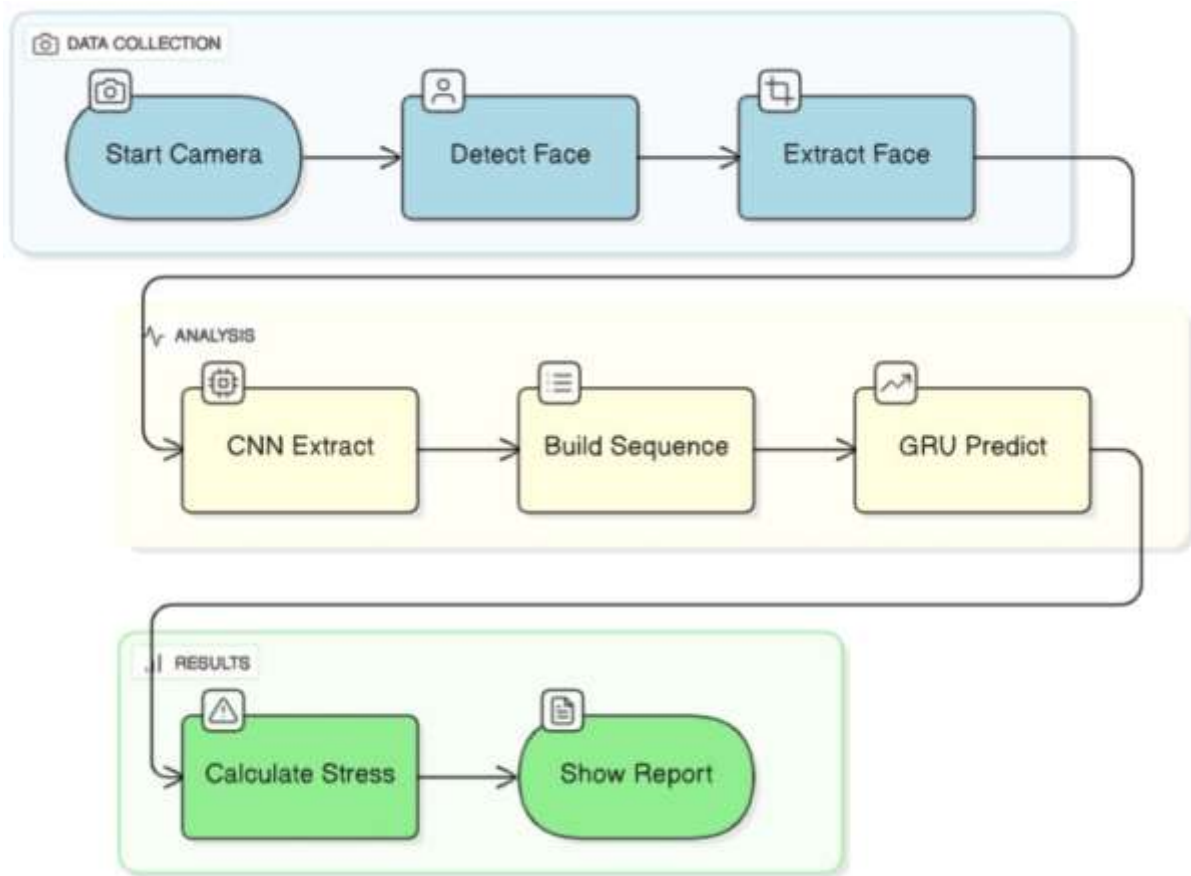 DATA COLLECTION
Start Camera
Detect Face
Extract Face
ANALYSIS
CNN Extract
Build Sequence
GRU Predict
RESULTS
Calculate Stress
Show Report